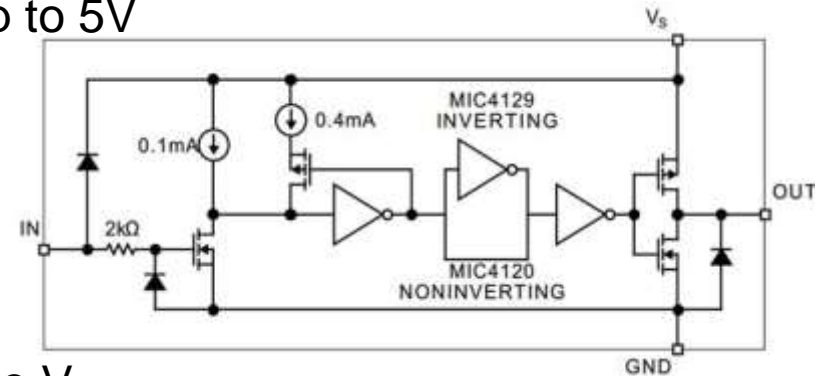 to 5V
Vs
MIC4129
INVERTING
0.4mA
0.1mA
OUT
IN
2kΩ
MIC4120
NONINVERTING
GND